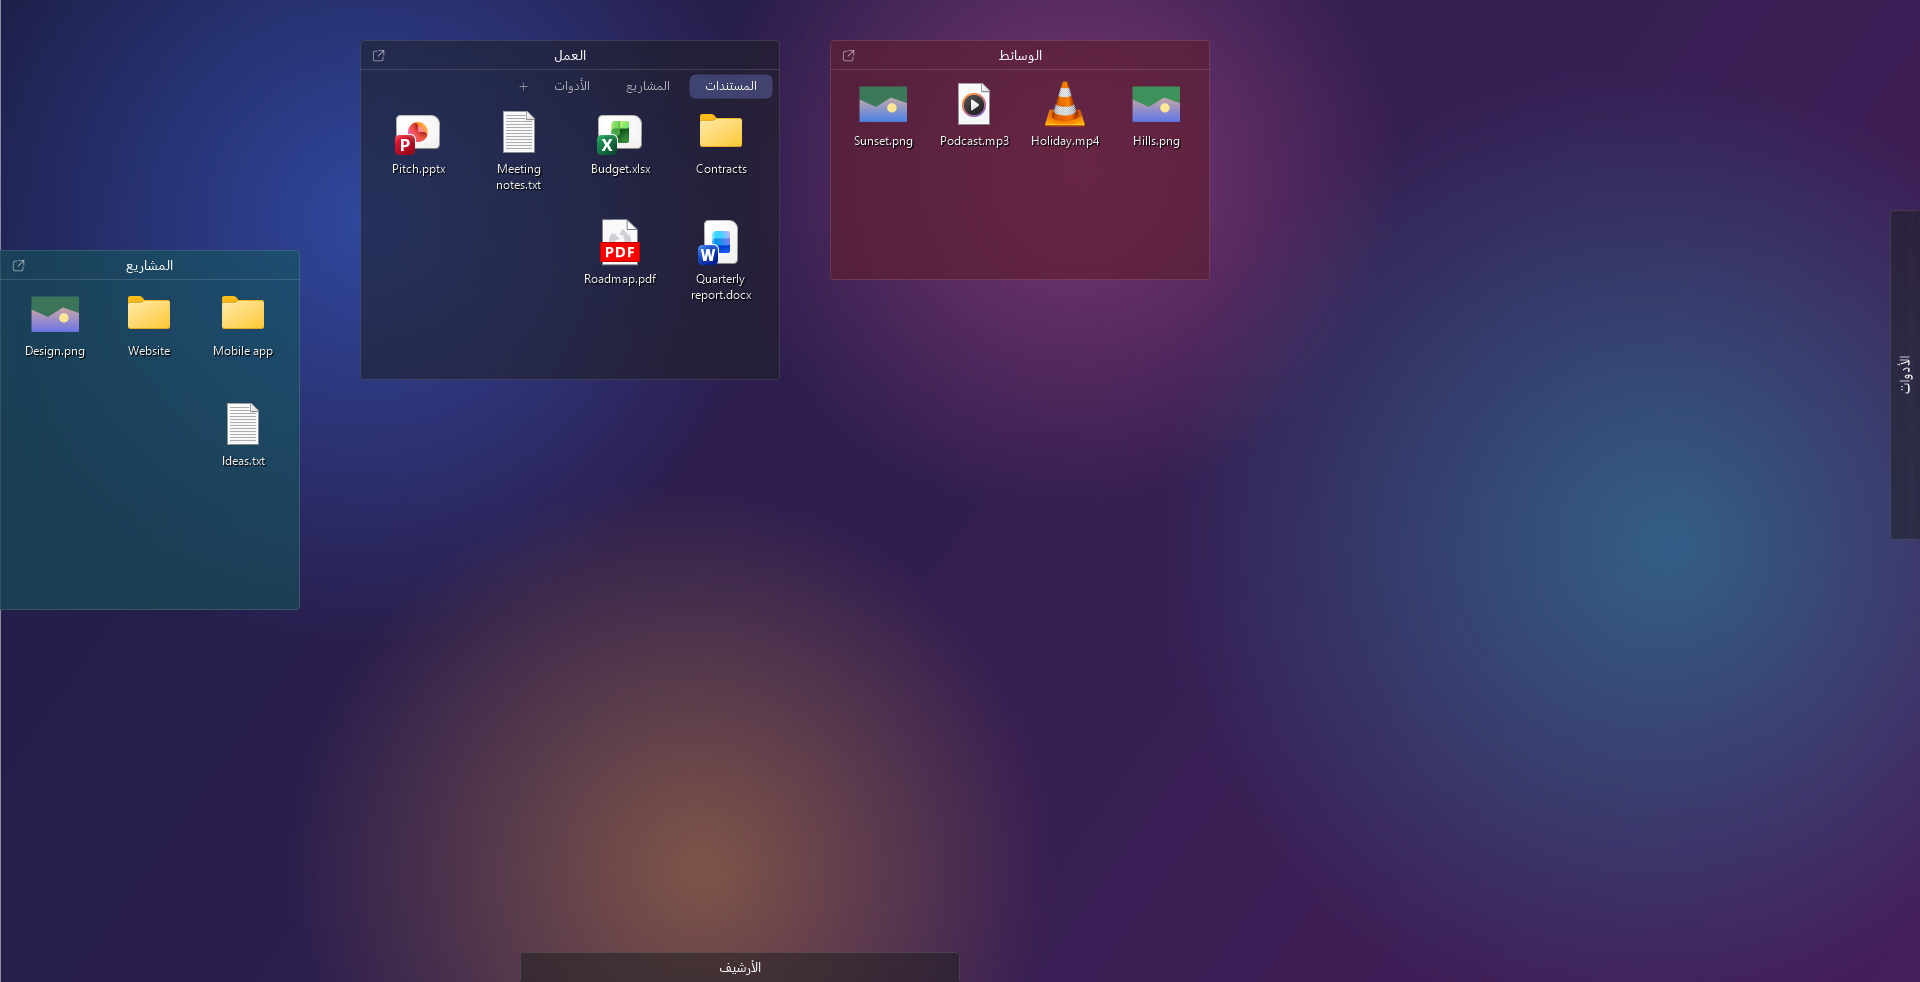 العمل
المستندات
المشاريع
الأدوات
+
Contracts
Budget.xlsx
Meeting
notes.txt
Pitch.pptx
Quarterly
report.docx
Roadmap.pdf
PDF
الوسائط
Hills.png
Holiday.mp4
Podcast.mp3
Sunset.png
المشاريع
Mobile app
Website
Design.png
Ideas.txt
الأدوات
الأرشيف